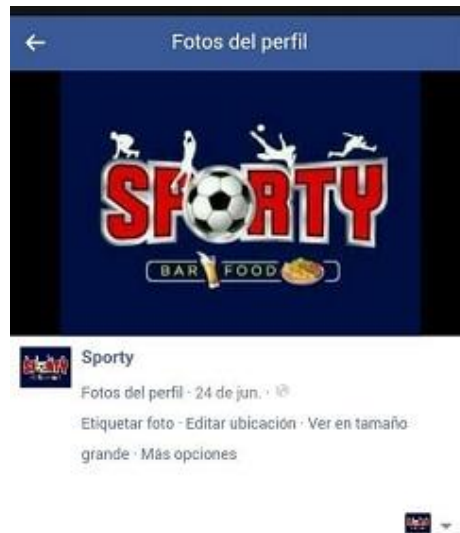 Fotos del perfil
SPORTY
BAR FOOD
Sporty
Fotos del perfil · 24 de jun. ·
Etiquetar foto · Editar ubicación · Ver en tamaño
grande · Más opciones